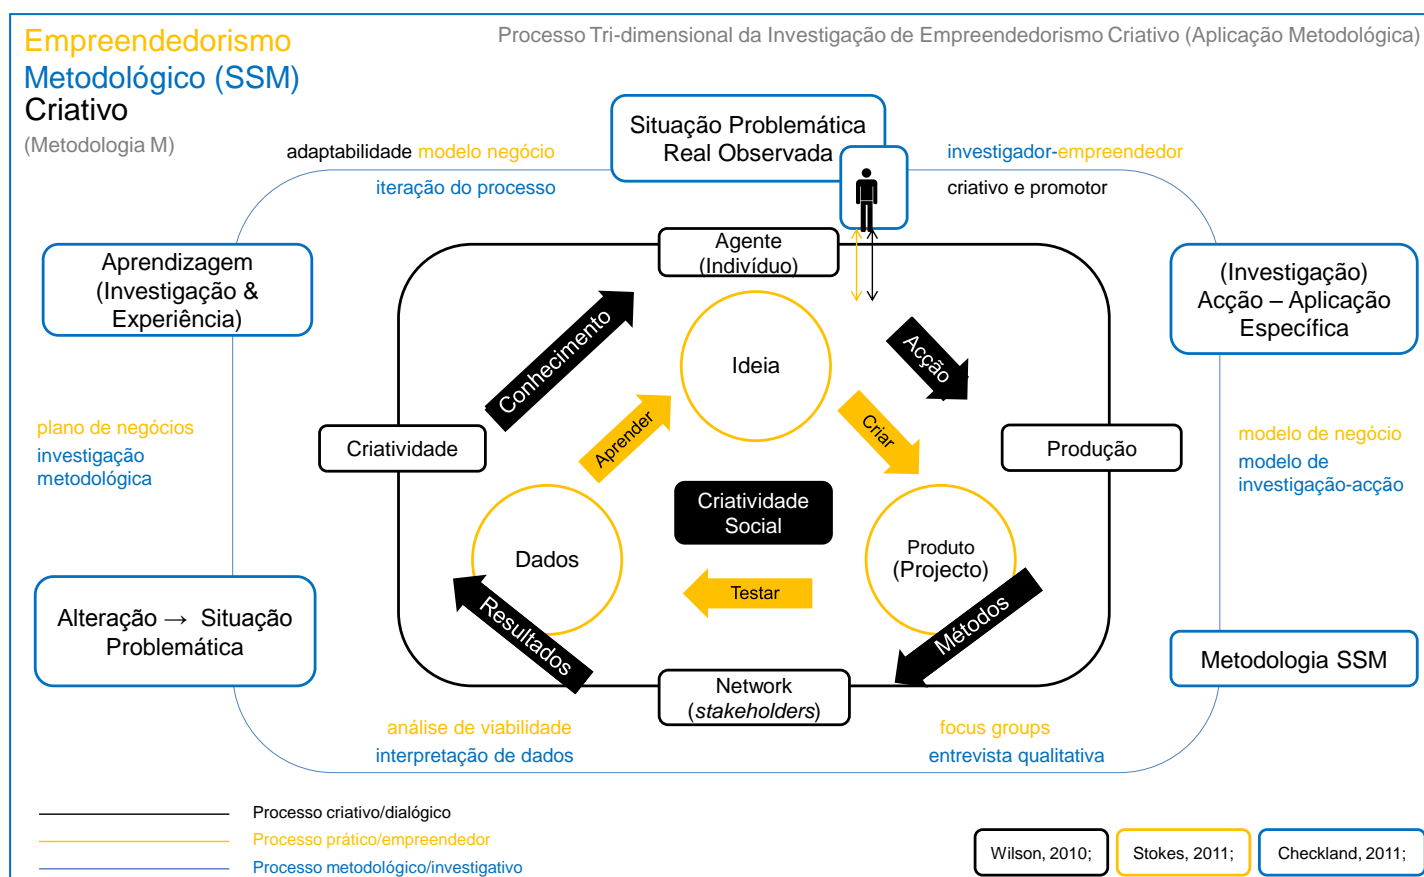 Empreendedorismo
Metodológico (SSM)
Criativo
(Metodologia M)
Processo Tri-dimensional da Investigação de Empreendedorismo Criativo (Aplicação Metodológica)
Situação Problemática
Real Observada
adaptabilidade modelo negócio
iteração do processo
investigador-empreendedor
criativo e promotor
Aprendizagem
(Investigação &
Experiência)
Agente
(Indivíduo)
(Investigação)
Acção – Aplicação
Específica
Conhecimento
Ideia
Acção
Aprender
Criar
Criatividade
Produção
plano de negócios
investigação
metodológica
modelo de negócio
modelo de
investigação-acção
Criatividade
Social
Dados
Produto
(Projecto)
Testar
Resultados
Métodos
Alteração → Situação
Problemática
Metodologia SSM
Network
(stakeholders)
análise de viabilidade
interpretação de dados
focus groups
entrevista qualitativa
Processo criativo/dialógico
Processo prático/empreendedor
Processo metodológico/investigativo
Wilson, 2010;
Stokes, 2011;
Checkland, 2011;